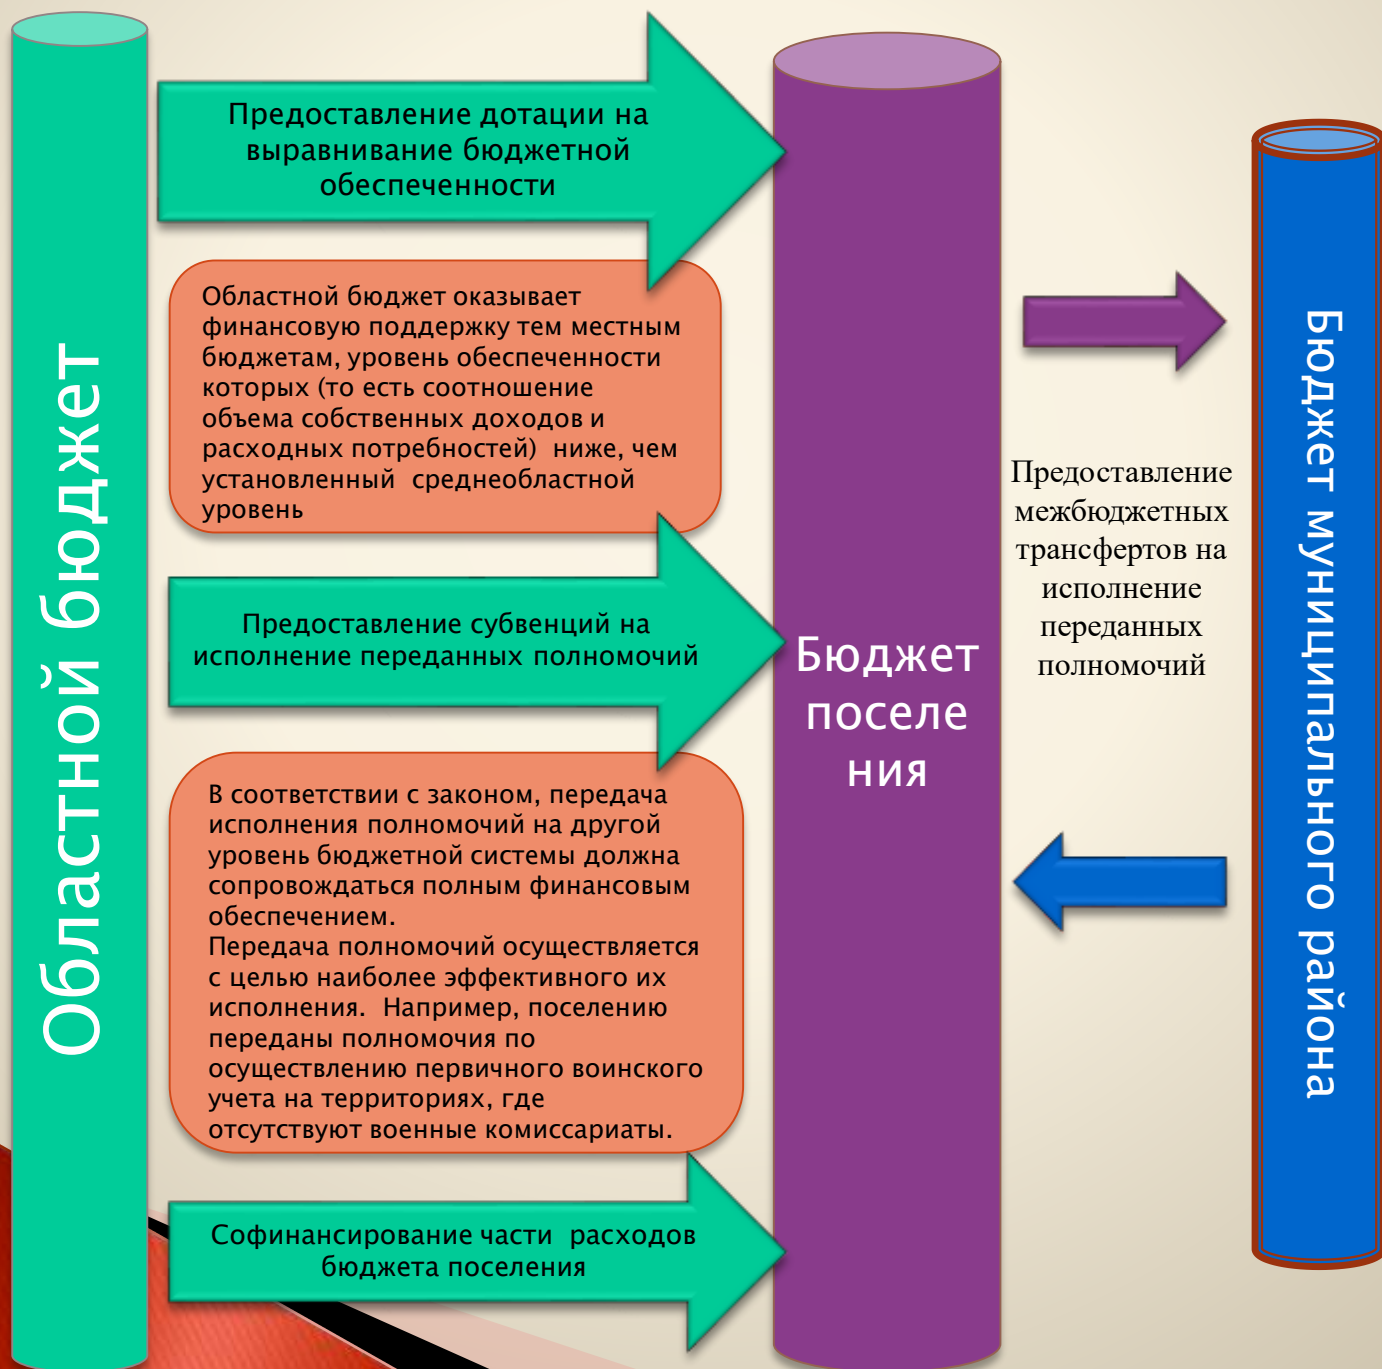 Областной бюджет
Предоставление дотации на
выравнивание бюджетной
обеспеченности
Областной бюджет оказывает
финансовую поддержку тем местным
бюджетам, уровень обеспеченности
которых (то есть соотношение
объема собственных доходов и
расходных потребностей)  ниже, чем
установленный  среднеобластной
уровень
Предоставление субвенций на
исполнение переданных полномочий
В соответствии с законом, передача
исполнения полномочий на другой
уровень бюджетной системы должна
сопровождаться полным финансовым
обеспечением.
Передача полномочий осуществляется
с целью наиболее эффективного их
исполнения.  Например, поселению
переданы полномочия по
осуществлению первичного воинского
учета на территориях, где
отсутствуют военные комиссариаты.
Софинансирование части  расходов
бюджета поселения
Бюджет
поселе
ния
Предоставление
межбюджетных
трансфертов на
исполнение
переданных
полномочий
Бюджет муниципального района